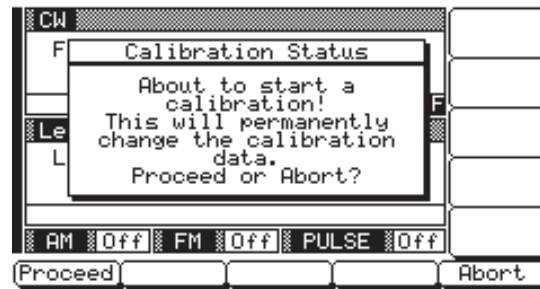 CW
F
Calibration Status
About to start a
calibration!
This will permanently
change the calibration
data.
Proceed or Abort?
F
Le
L
AM Off FM Off PULSE Off
Proceed Abort